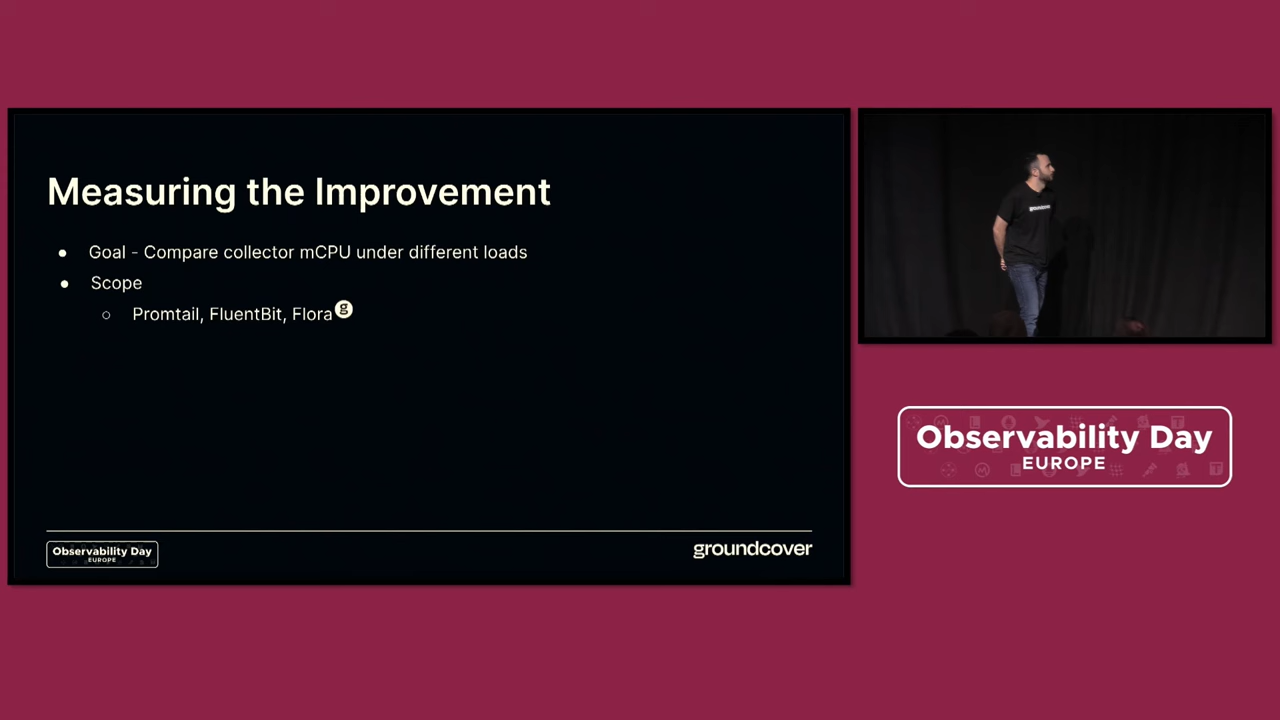 Measuring the Improvement
● Goal - Compare collector mCPU under different loads
● Scope
○ Promtail, FluentBit, Flora g
Observability Day
EUROPE
groundcover
groundcover
Observability Day
EUROPE